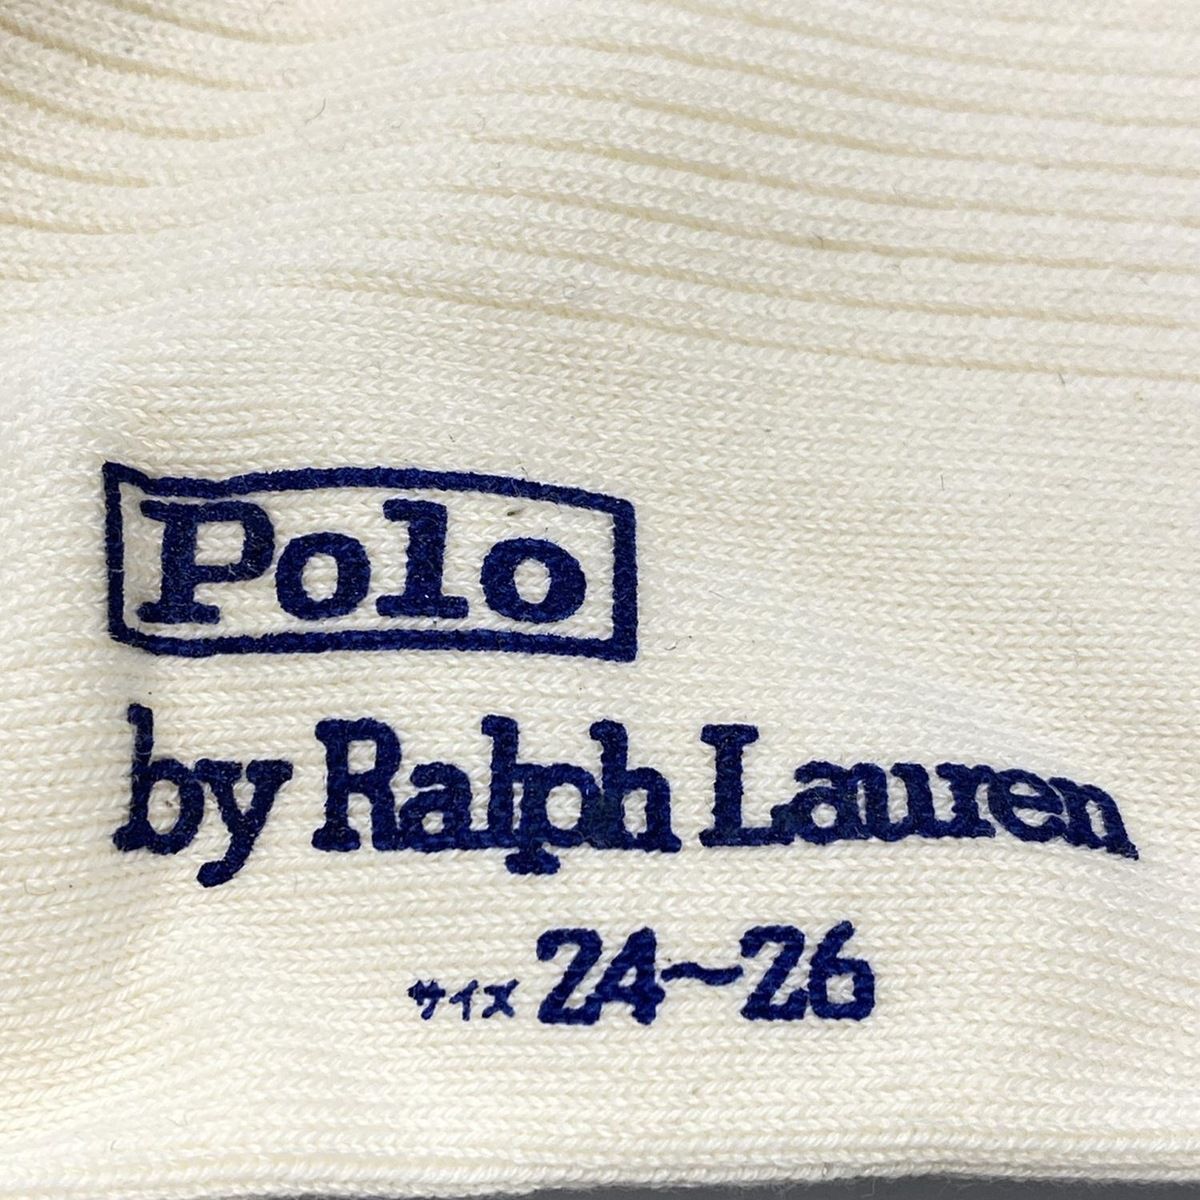 Polo
by Ralph Lauren
サイズ 24~26